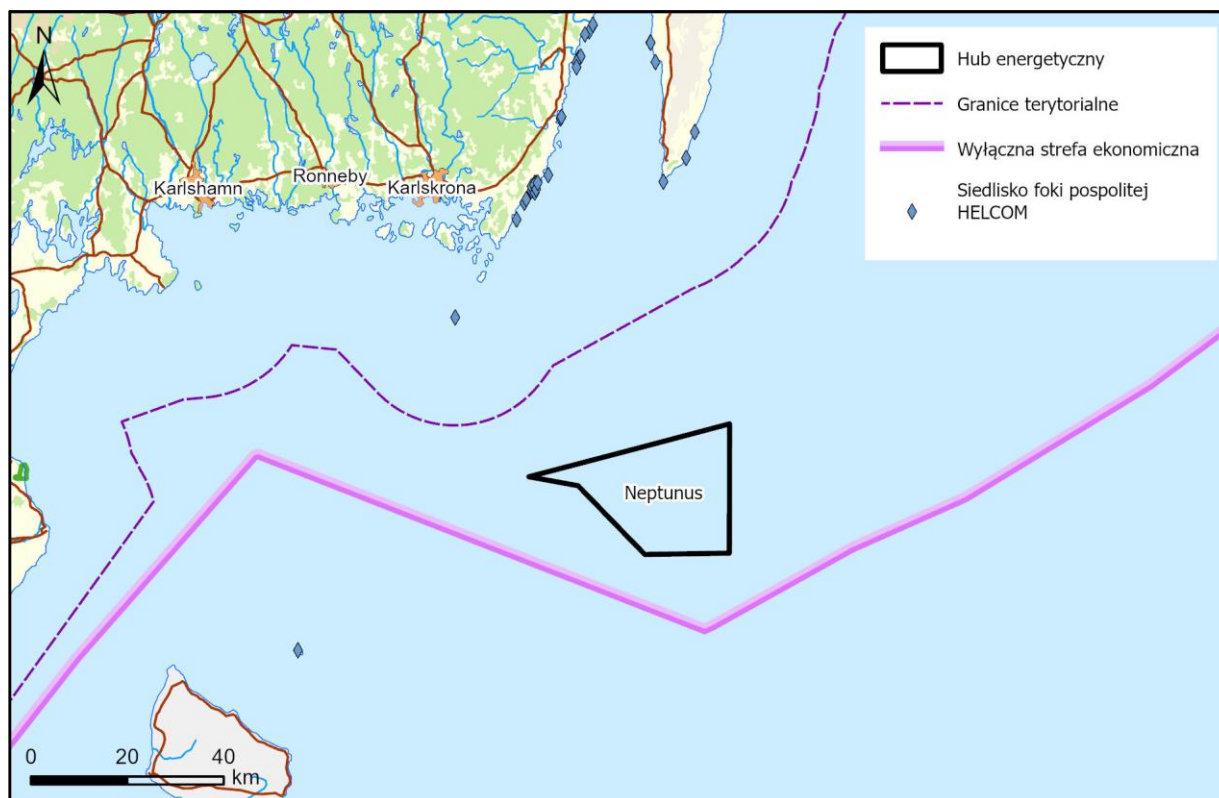 N
Hub energetyczny
Granice terytorialne
Wyłączna strefa ekonomiczna
Siedlisko foki pospolitej
HELCOM
Karlshamn
Ronneby
Karlskrona
Neptunus
0 20 40
km